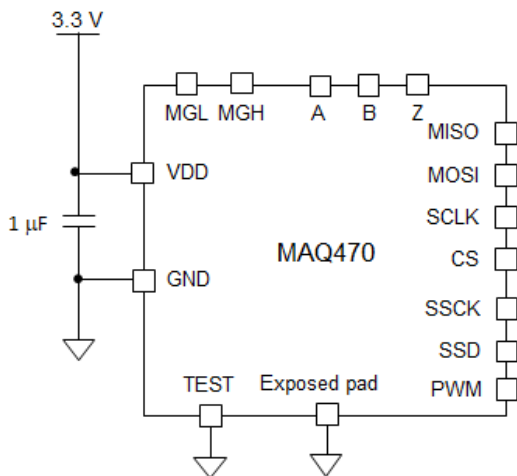 3.3 V
MGL MGH A B Z
MISO
VDD
MOSI
SCLK
1 μF
MAQ470
CS
GND
SSCK
SSD
TEST
Exposed pad
PWM